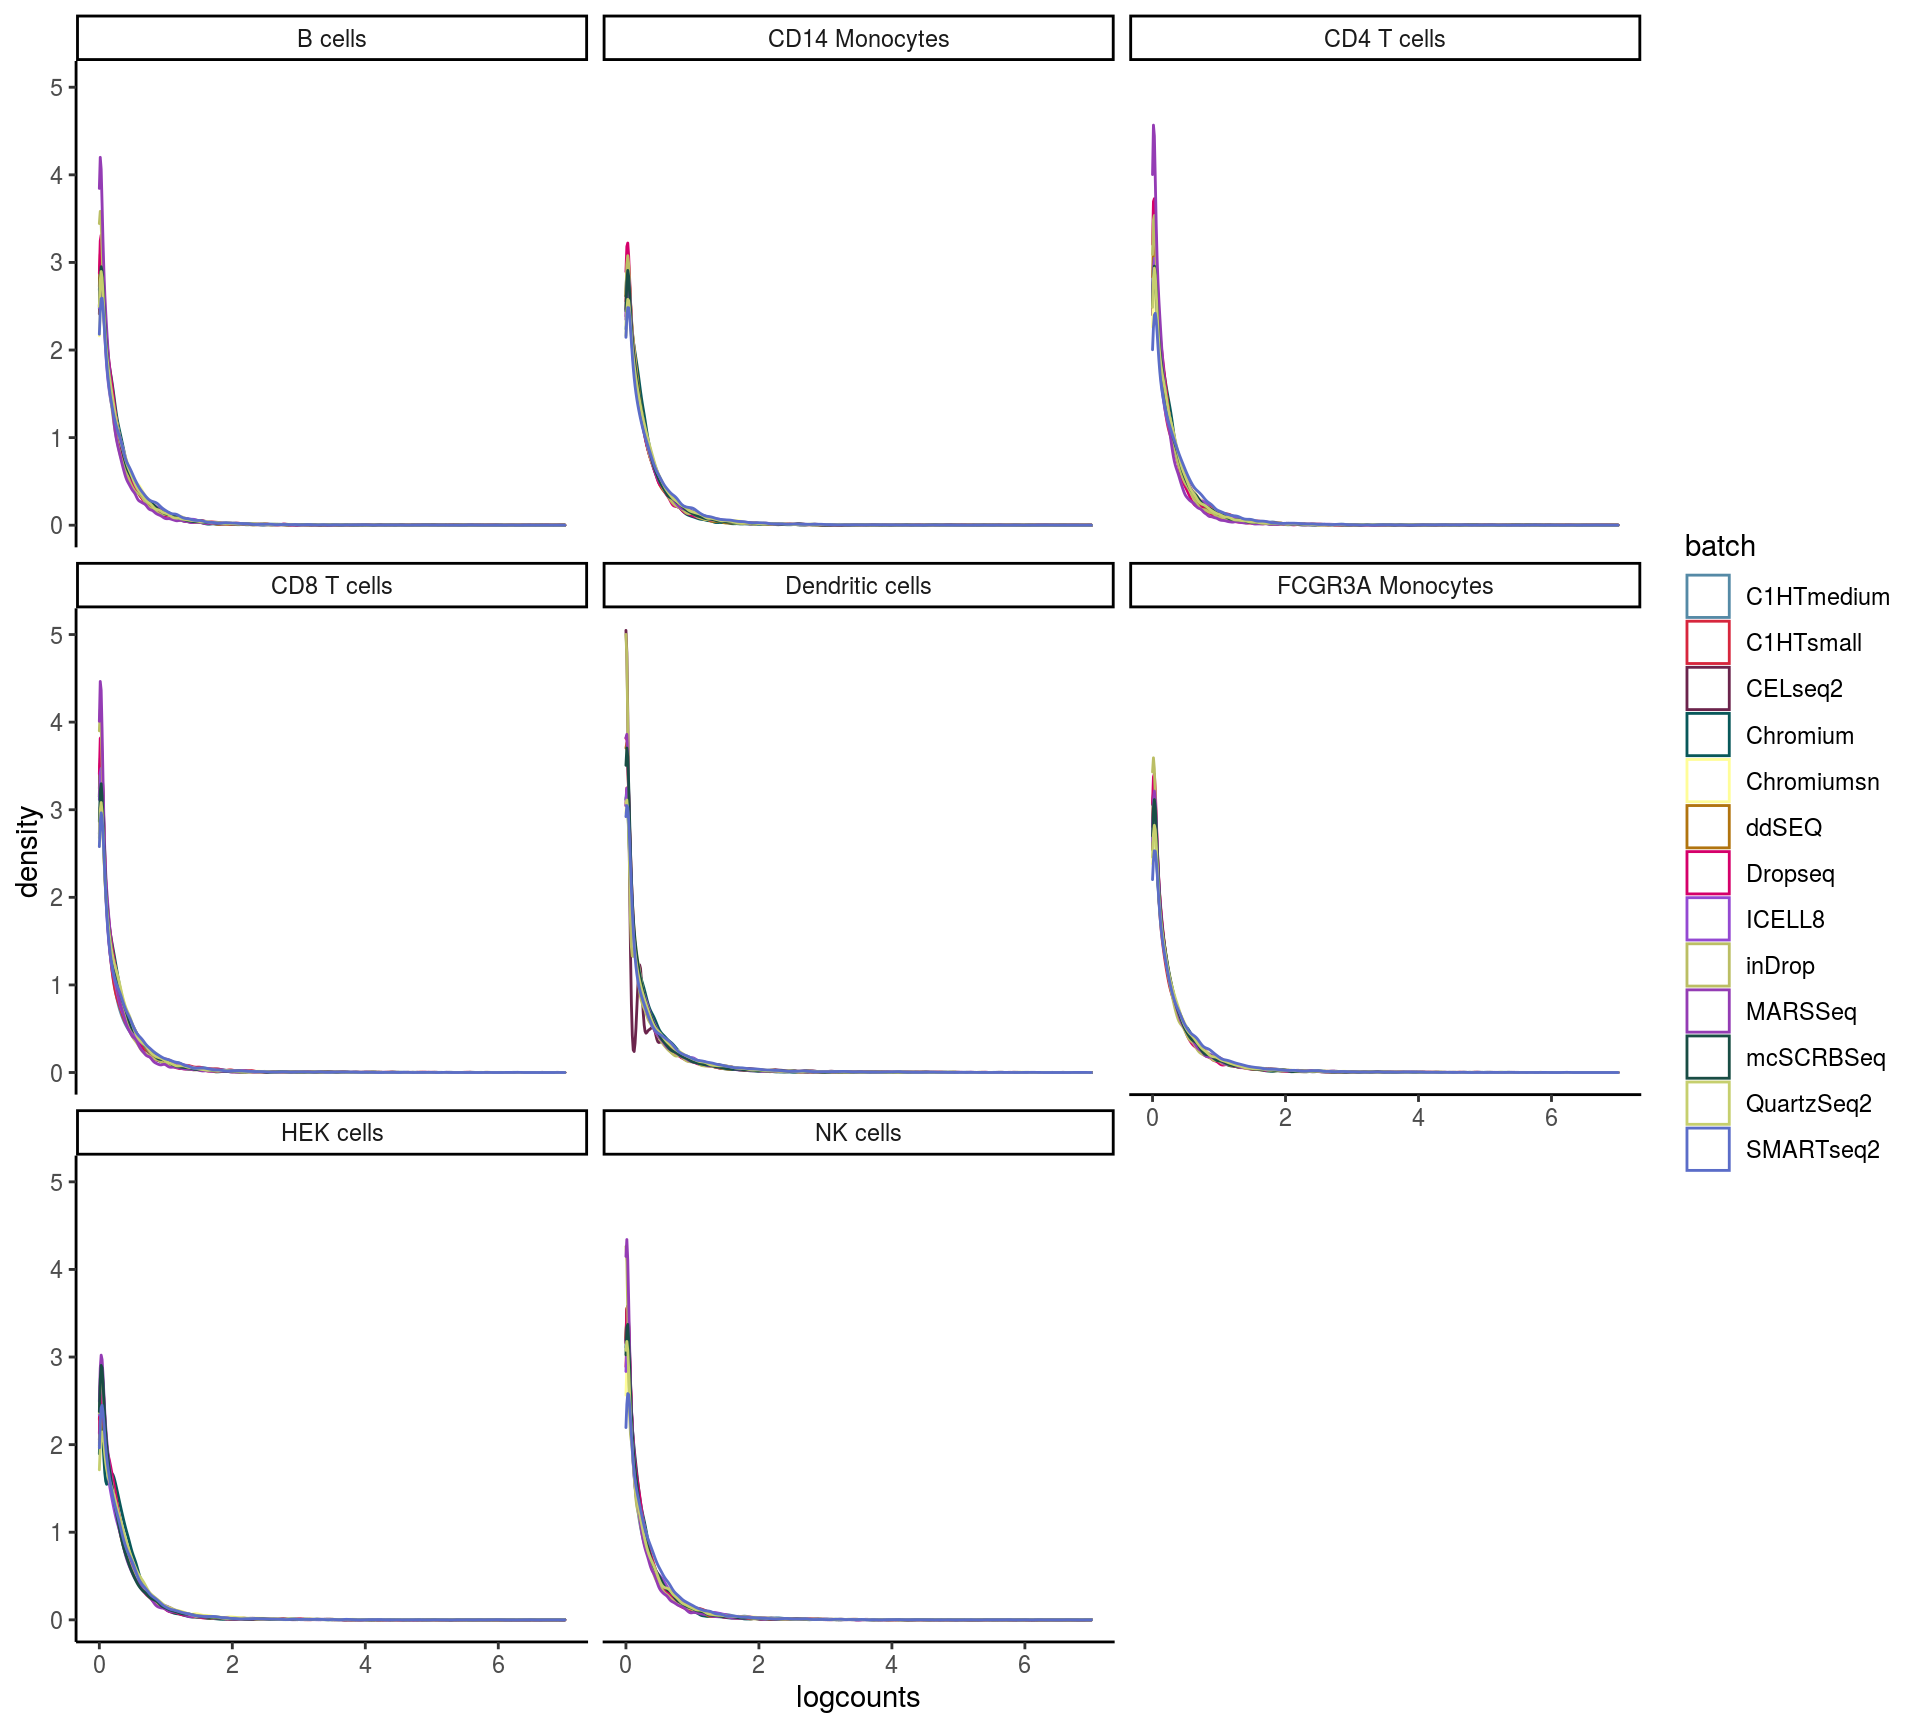 B cells
CD14 Monocytes
CD4 T cells
5
4
3
2
1
0
CD8 T cells
Dendritic cells
FCGR3A Monocytes
5
4
3
2
1
0
0 2 4 6
HEK cells
NK cells
5
4
3
2
1
0
0 2 4 6
0 2 4 6
logcounts
density
batch
C1HTmedium
C1HTsmall
CELseq2
Chromium
Chromiumsn
ddSEQ
Dropseq
ICELL8
inDrop
MARSSeq
mcSCRBSeq
QuartzSeq2
SMARTseq2